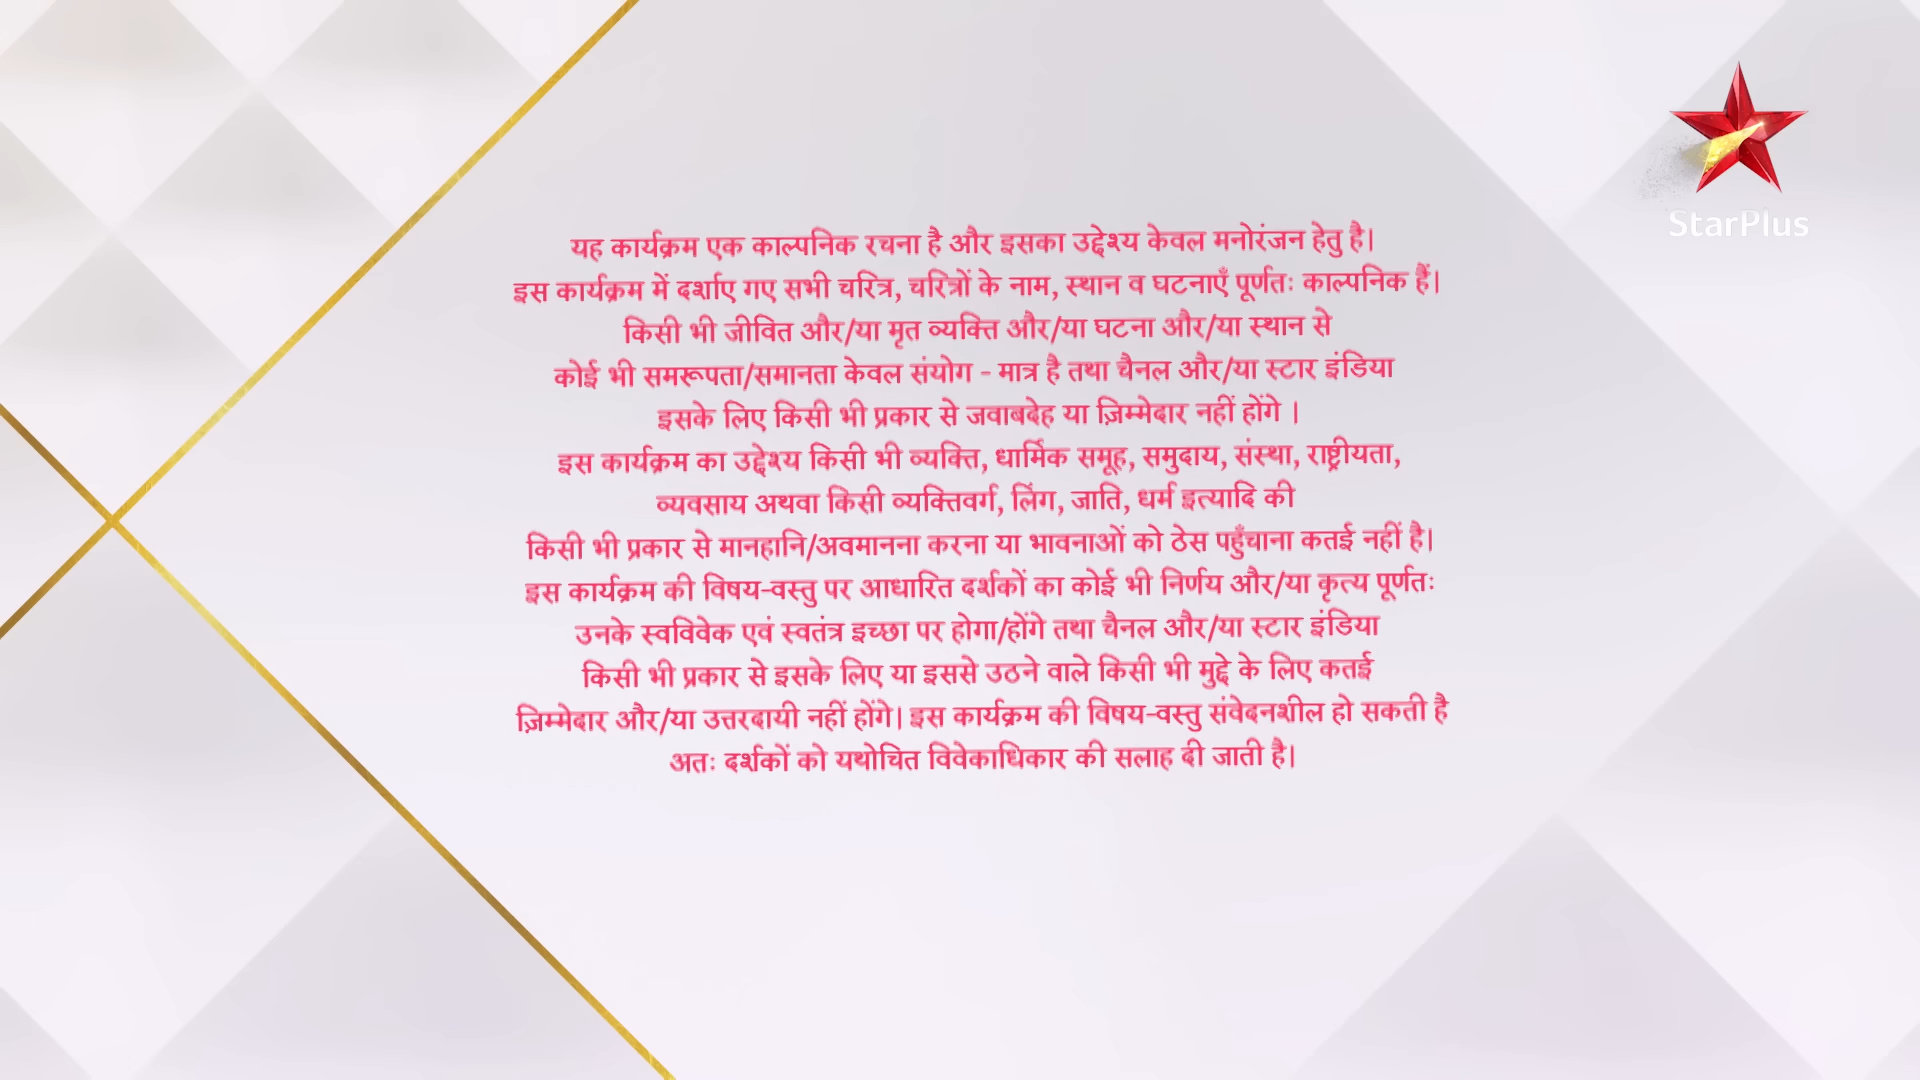 यह कार्यक्रम एक काल्पनिक रचना है और इसका उद्देश्य केवल मनोरंजन हेतु है।
इस कार्यक्रम में दर्शाए गए सभी चरित्र, चरित्रों के नाम, स्थान व घटनाएँ पूर्णतः काल्पनिक हैं।
किसी भी जीवित और/या मृत व्यक्ति और/या घटना और/या स्थान से
कोई भी समरूपता/समानता केवल संयोग - मात्र है तथा चैनल और/या स्टार इंडिया
इसके लिए किसी भी प्रकार से जवाबदेह या ज़िम्मेदार नहीं होंगे ।
इस कार्यक्रम का उद्देश्य किसी भी व्यक्ति, धार्मिक समूह, समुदाय, संस्था, राष्ट्रीयता,
व्यवसाय अथवा किसी व्यक्तिवर्ग, लिंग, जाति, धर्म इत्यादि की
किसी भी प्रकार से मानहानि/अवमानना करना या भावनाओं को ठेस पहुँचाना कतई नहीं है।
इस कार्यक्रम की विषय-वस्तु पर आधारित दर्शकों का कोई भी निर्णय और/या कृत्य पूर्णतः
उनके स्वविवेक एवं स्वतंत्र इच्छा पर होगा/होंगे तथा चैनल और/या स्टार इंडिया
किसी भी प्रकार से इसके लिए या इससे उठने वाले किसी भी मुद्दे के लिए कतई
ज़िम्मेदार और/या उत्तरदायी नहीं होंगे। इस कार्यक्रम की विषय-वस्तु संवेदनशील हो सकती है
अतः दर्शकों को यथोचित विवेकाधिकार की सलाह दी जाती है।
StarPlus